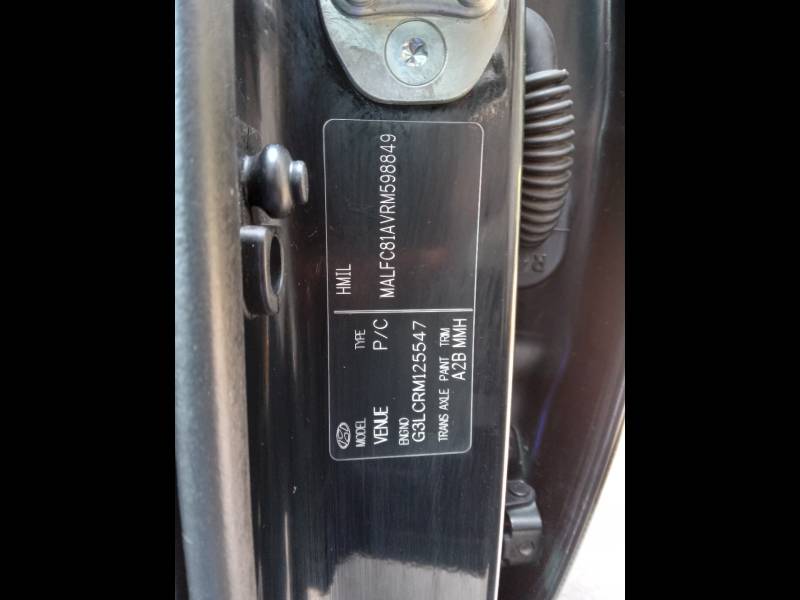 HMIL
MALFC81AVRM598849
MODEL TYPE
VENUE P/C
ENGNO
G3LCRM125547
TRANS AXLE PAINT TRIM
A2B MMH